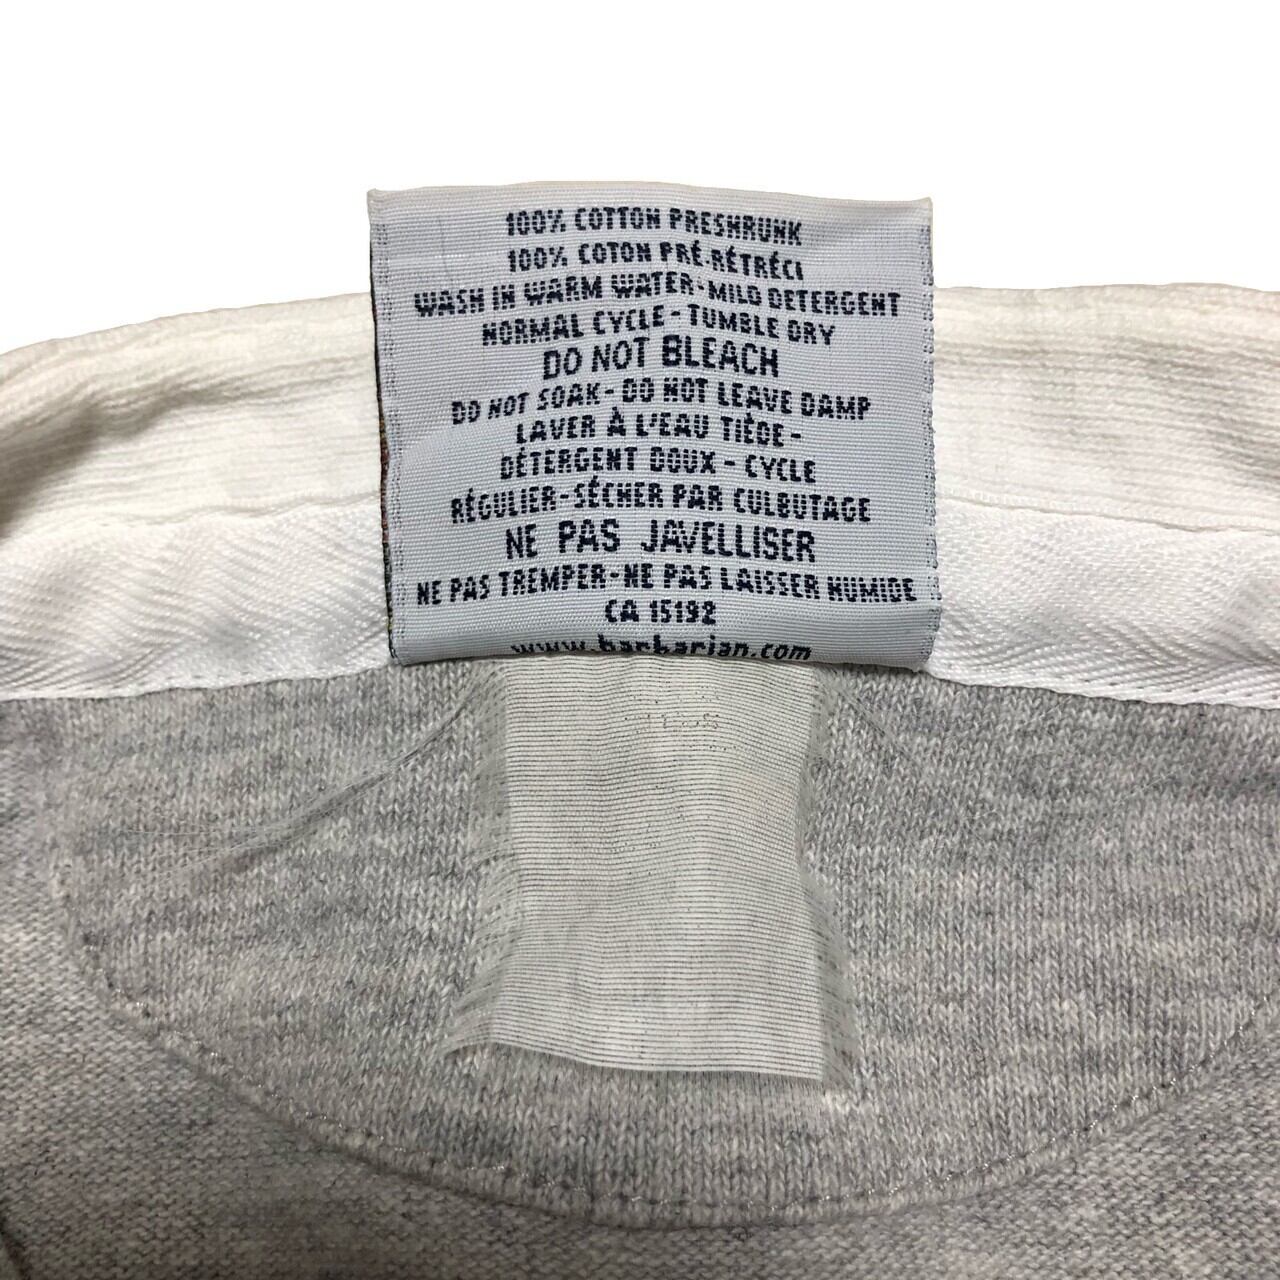 100% COTTON PRESHRUNK
100% COTON PRÉ-RÉTRÉCI
WASH IN WARM WATER-MILD DETERGENT
NORMAL CYCLE-TUMBLE DRY
DO NOT BLEACH
DO NOT SOAK-DO NOT LEAVE DAMP
LAVER À L'EAU TIÈDE-
DÉTERGENT DOUX-CYCLE
RÉGULIER-SÉCHER PAR CULBUTAGE
NE PAS JAVELLISER
NE PAS TREMPER-NE PAS LAISSER HUMIDE
CA 15192
www.barbarian.com